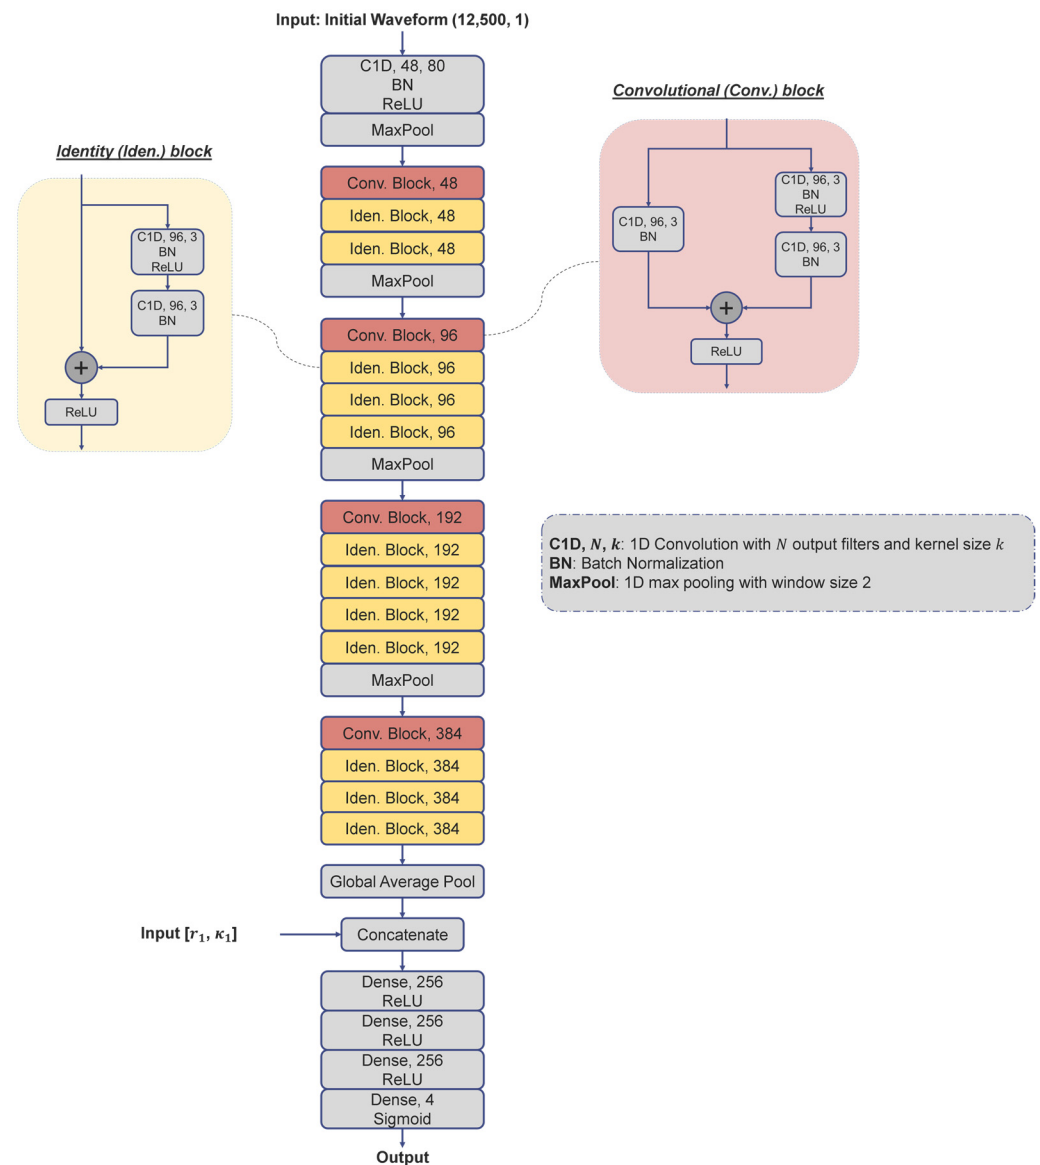 Input: Initial Waveform (12,500, 1)
C1D, 48, 80
BN
ReLU
MaxPool
Conv. Block, 48
Iden. Block, 48
Iden. Block, 48
MaxPool
Conv. Block, 96
Iden. Block, 96
Iden. Block, 96
Iden. Block, 96
MaxPool
Conv. Block, 192
Iden. Block, 192
Iden. Block, 192
Iden. Block, 192
Iden. Block, 192
MaxPool
Conv. Block, 384
Iden. Block, 384
Iden. Block, 384
Iden. Block, 384
Global Average Pool
Input [r₁, κ₁]
Concatenate
Dense, 256
ReLU
Dense, 256
ReLU
Dense, 256
ReLU
Dense, 4
Sigmoid
Output
Identity (Iden.) block
C1D, 96, 3
BN
ReLU
C1D, 96, 3
BN
+
ReLU
Convolutional (Conv.) block
C1D, 96, 3
BN
C1D, 96, 3
BN
ReLU
C1D, 96, 3
BN
+
ReLU
C1D, N, k: 1D Convolution with N output filters and kernel size k
BN: Batch Normalization
MaxPool: 1D max pooling with window size 2